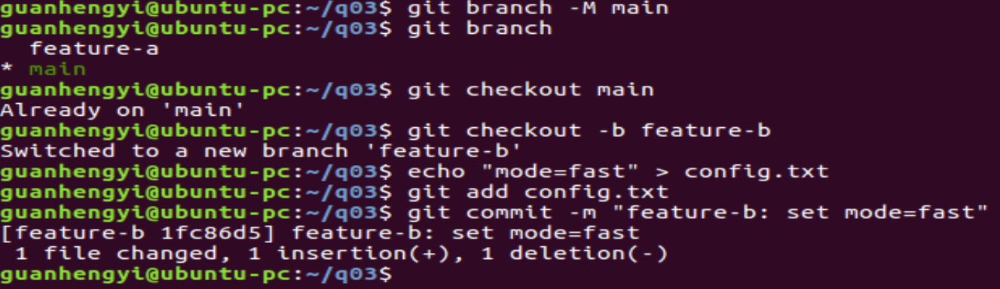 guanhengyi@ubuntu-pc:~/q03$ git branch -M main
guanhengyi@ubuntu-pc:~/q03$ git branch
  feature-a
* main
guanhengyi@ubuntu-pc:~/q03$ git checkout main
Already on 'main'
guanhengyi@ubuntu-pc:~/q03$ git checkout -b feature-b
Switched to a new branch 'feature-b'
guanhengyi@ubuntu-pc:~/q03$ echo "mode=fast" > config.txt
guanhengyi@ubuntu-pc:~/q03$ git add config.txt
guanhengyi@ubuntu-pc:~/q03$ git commit -m "feature-b: set mode=fast"
[feature-b 1fc86d5] feature-b: set mode=fast
 1 file changed, 1 insertion(+), 1 deletion(-)
guanhengyi@ubuntu-pc:~/q03$